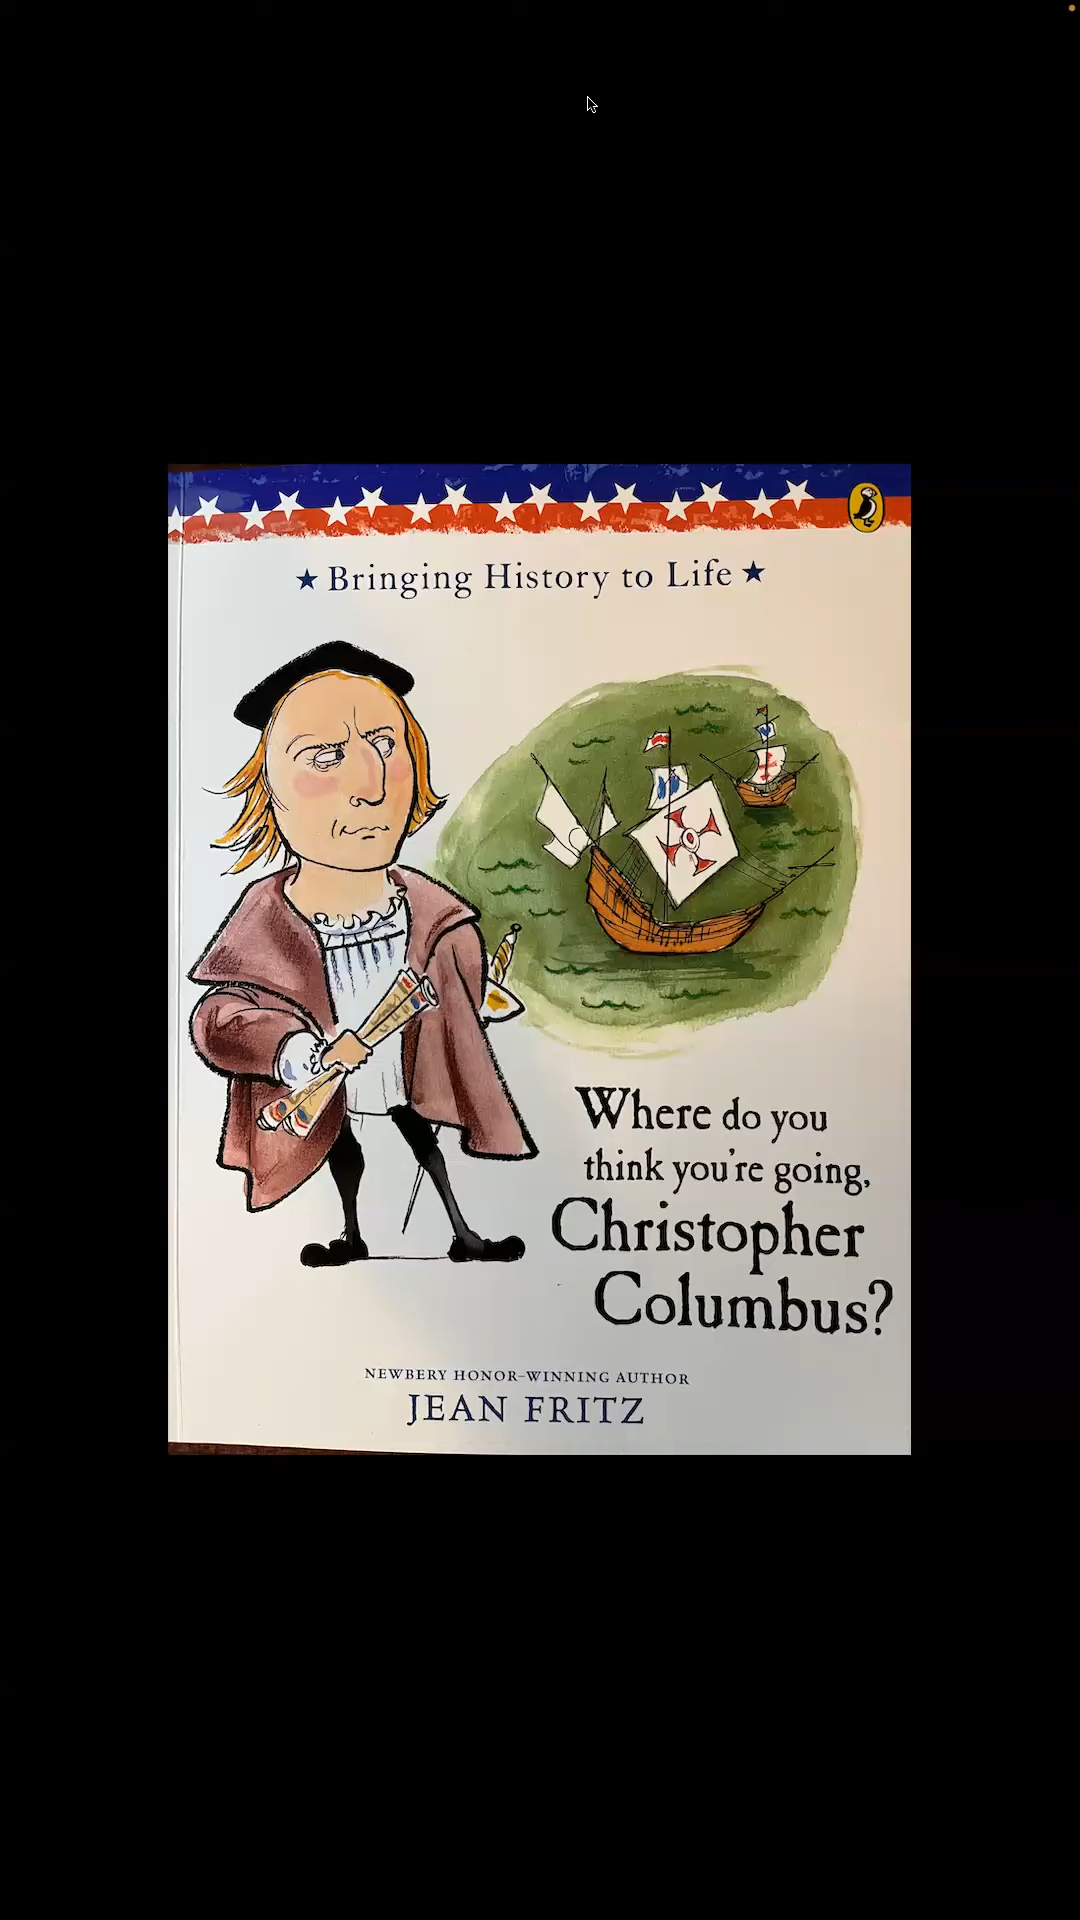 ★ Bringing History to Life ★
Where do you
think you're going,
Christopher
Columbus?
NEWBERY HONOR-WINNING AUTHOR
JEAN FRITZ